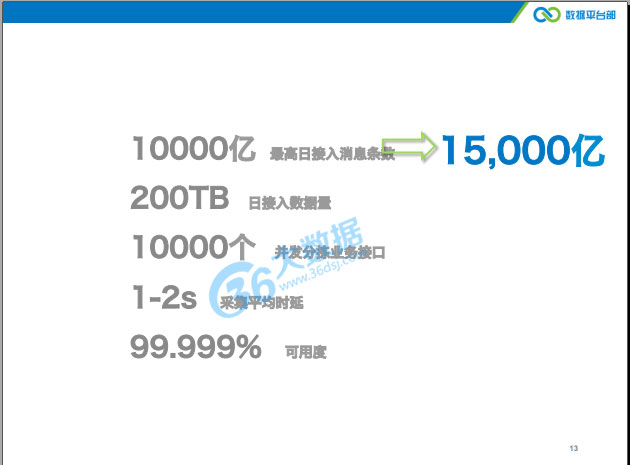 数据平台部
10000亿 最高日接入消息条数 15,000亿
200TB 日接入数据量
10000个 并发分拣业务接口
36大数据
www.36dsj.com
1-2s 采集平均时延
99.999% 可用度
13